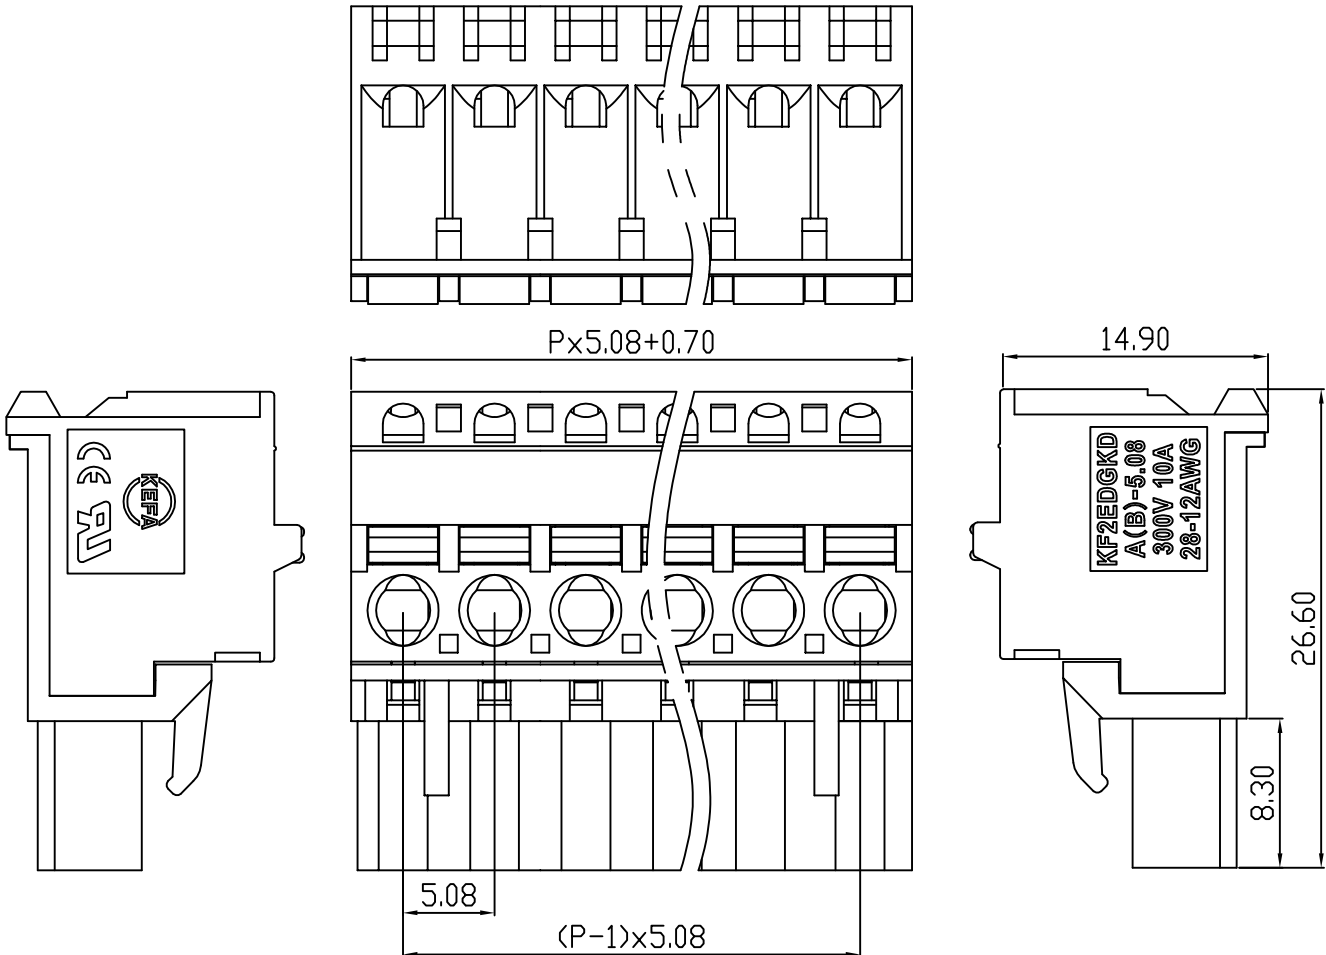 Px5.08+0.70
14.90
CE
KEFA
KF2EDGKD
A(B)-5.08
300V 10A
28-12AWG
26.60
8.30
5.08
(P-1)x5.08